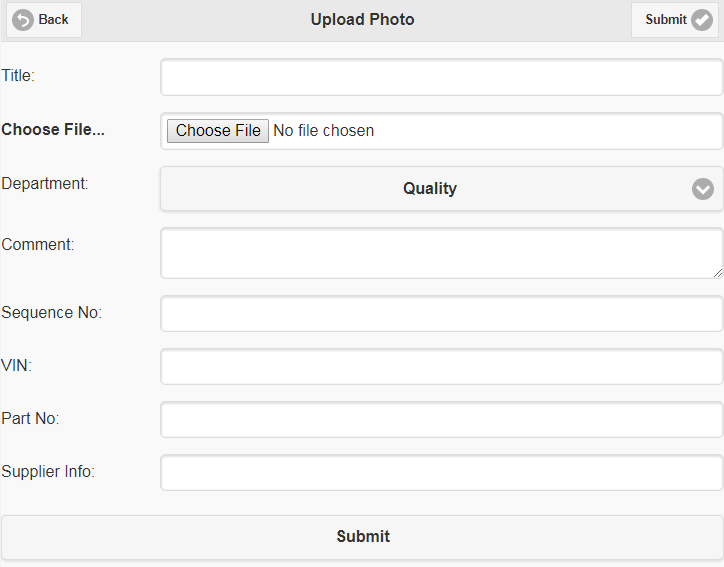 Back Upload Photo Submit
Title:
Choose File... Choose File No file chosen
Department: Quality
Comment:
Sequence No:
VIN:
Part No:
Supplier Info:
Submit